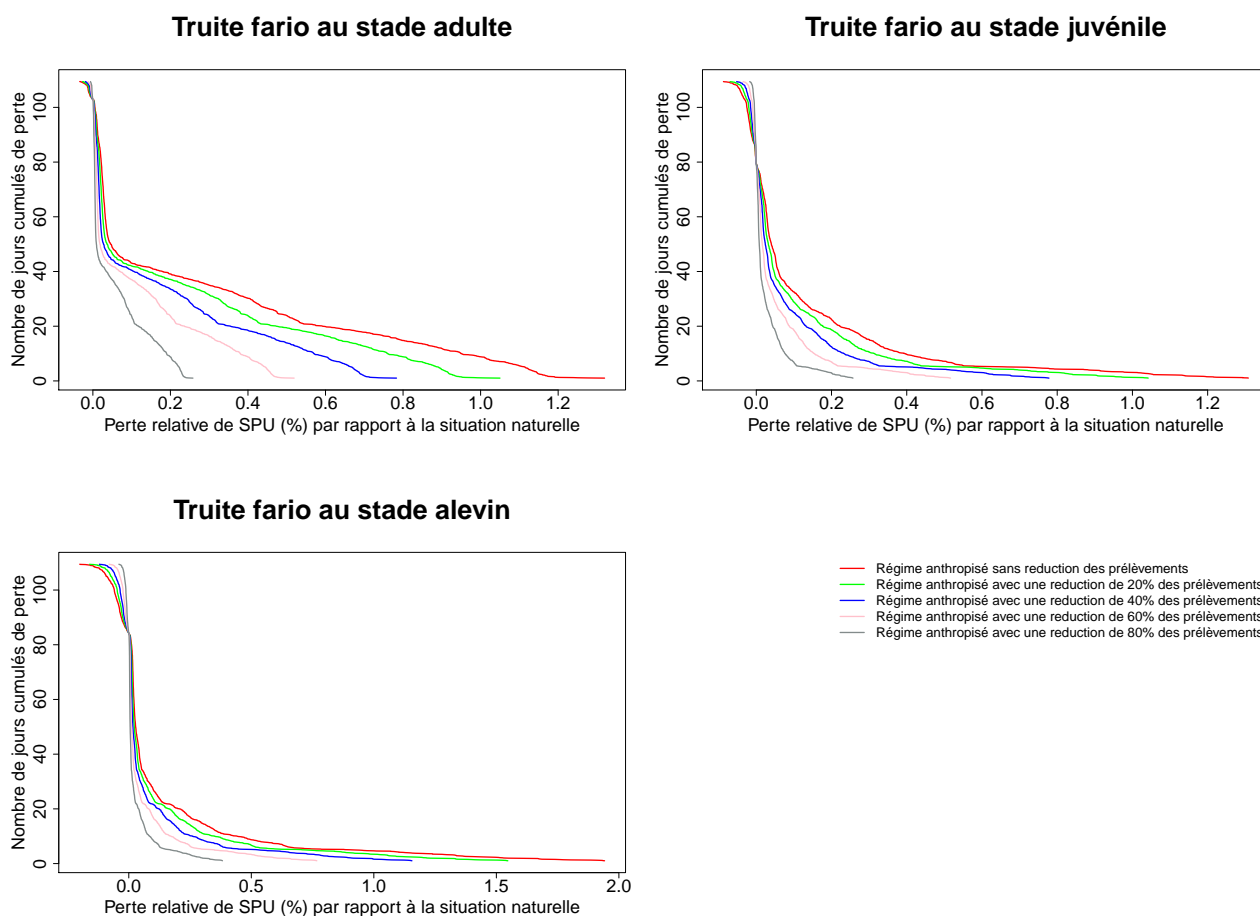 Truite fario au stade adulte
Nombre de jours cumulés de perte
100
80
60
40
20
0
0.0 0.2 0.4 0.6 0.8 1.0 1.2
Perte relative de SPU (%) par rapport à la situation naturelle
Truite fario au stade juvénile
Nombre de jours cumulés de perte
100
80
60
40
20
0
0.0 0.2 0.4 0.6 0.8 1.0 1.2
Perte relative de SPU (%) par rapport à la situation naturelle
Truite fario au stade alevin
Nombre de jours cumulés de perte
100
80
60
40
20
0
0.0 0.5 1.0 1.5 2.0
Perte relative de SPU (%) par rapport à la situation naturelle
Régime anthropisé sans reduction des prélèvements
Régime anthropisé avec une reduction de 20% des prélèvements
Régime anthropisé avec une reduction de 40% des prélèvements
Régime anthropisé avec une reduction de 60% des prélèvements
Régime anthropisé avec une reduction de 80% des prélèvements